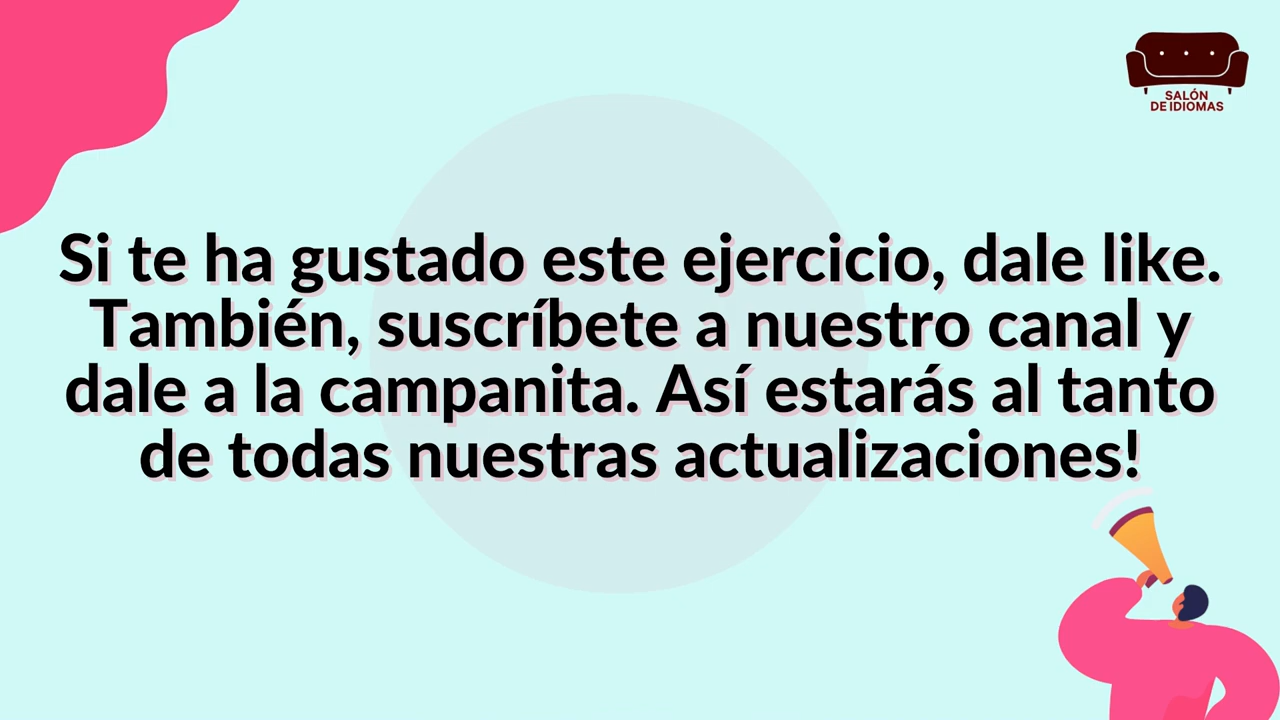 SALÓN
DE IDIOMAS
Si te ha gustado este ejercicio, dale like.
También, suscríbete a nuestro canal y
dale a la campanita. Así estarás al tanto
de todas nuestras actualizaciones!